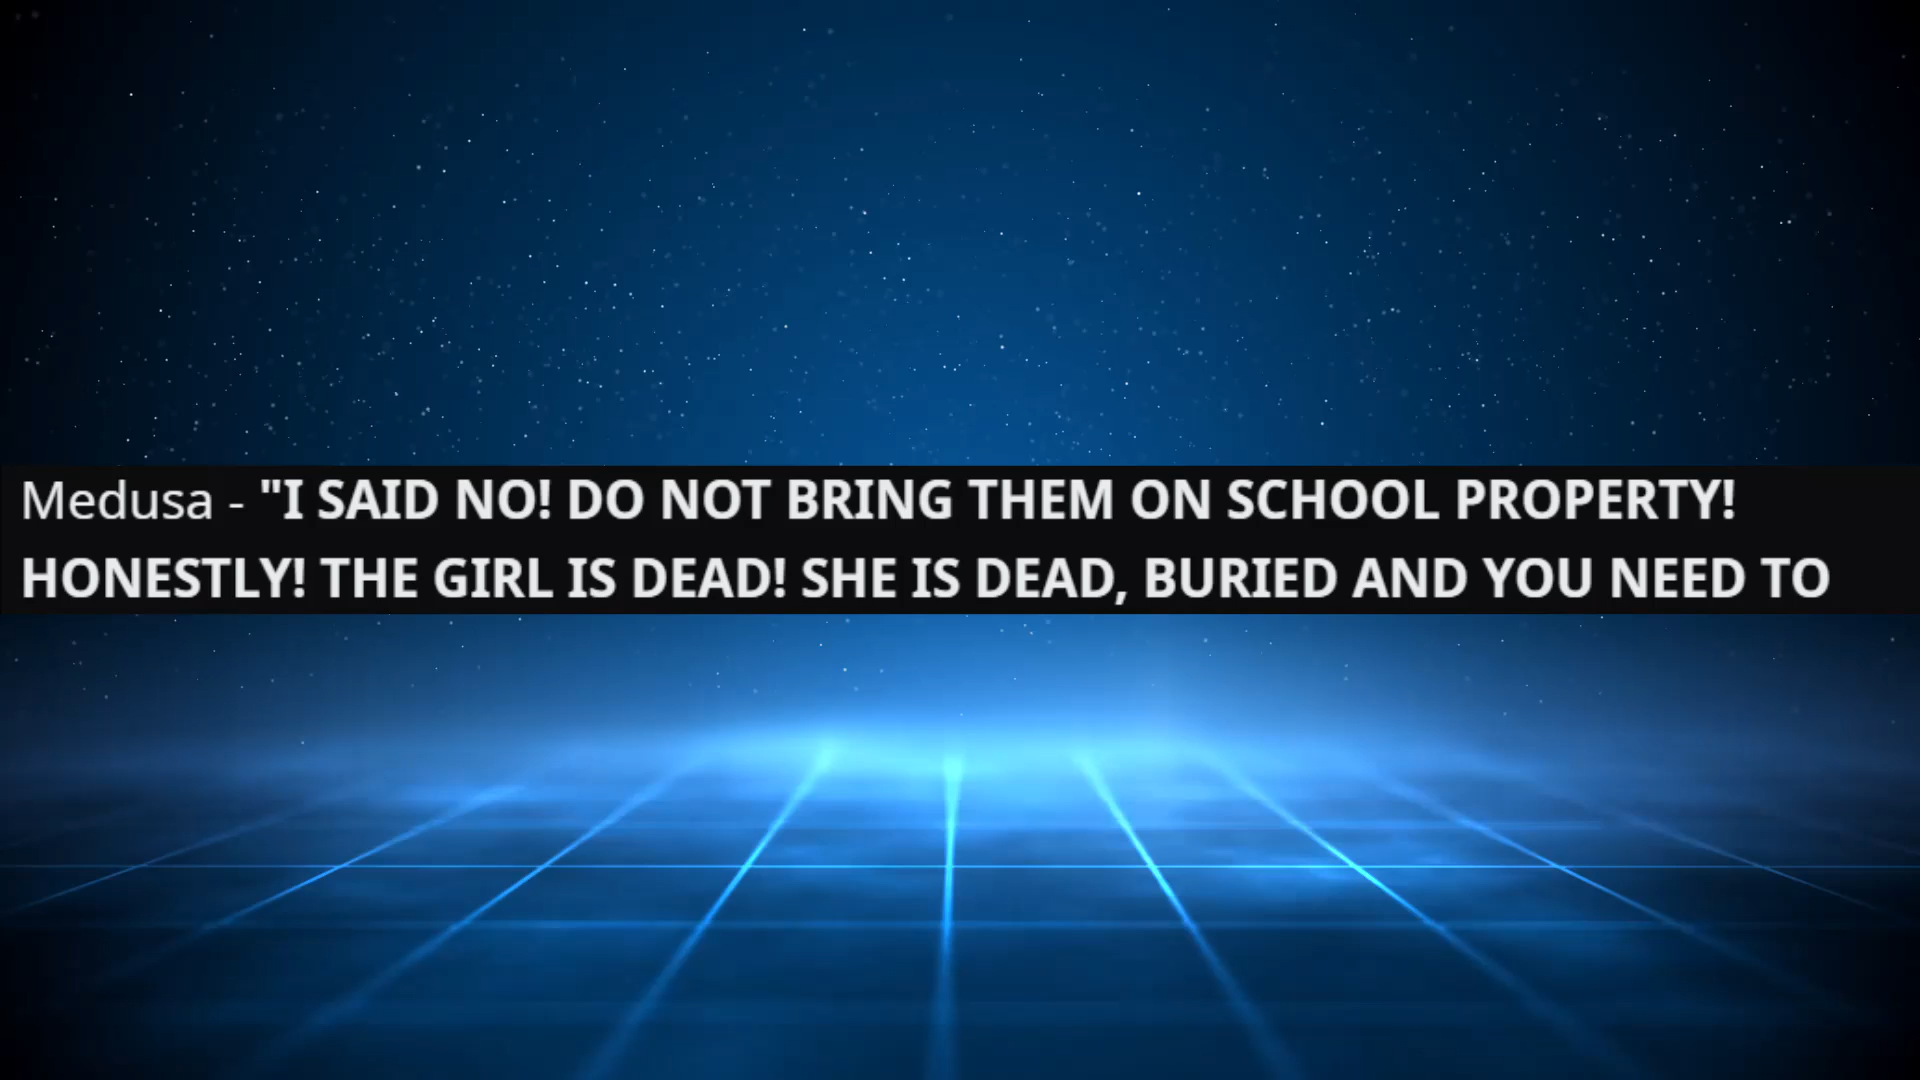 Medusa - "I SAID NO! DO NOT BRING THEM ON SCHOOL PROPERTY!
HONESTLY! THE GIRL IS DEAD! SHE IS DEAD, BURIED AND YOU NEED TO